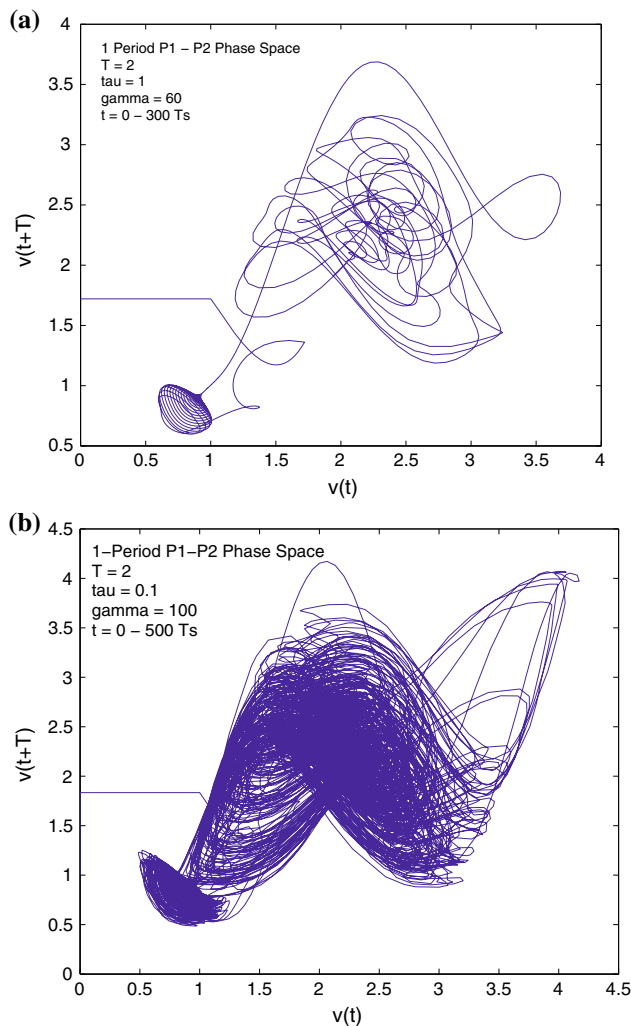 (a)
4
1 Period P1 – P2 Phase Space
T = 2
tau = 1
gamma = 60
t = 0 – 300 Ts
3.5
3
2.5
2
1.5
1
0.5
v(t+T)
0 0.5 1 1.5 2 2.5 3 3.5 4
v(t)
(b)
4.5
1−Period P1−P2 Phase Space
T = 2
tau = 0.1
gamma = 100
t = 0 – 500 Ts
4
3.5
3
2.5
2
1.5
1
0.5
0
v(t+T)
0 0.5 1 1.5 2 2.5 3 3.5 4 4.5
v(t)